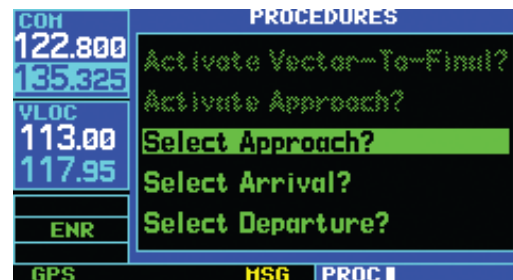 COM
122.800
135.325
VLOC
113.00
117.95
ENR
PROCEDURES
Activate Vector-To-Final?
Activate Approach?
Select Approach?
Select Arrival?
Select Departure?
GPS MSG PROC